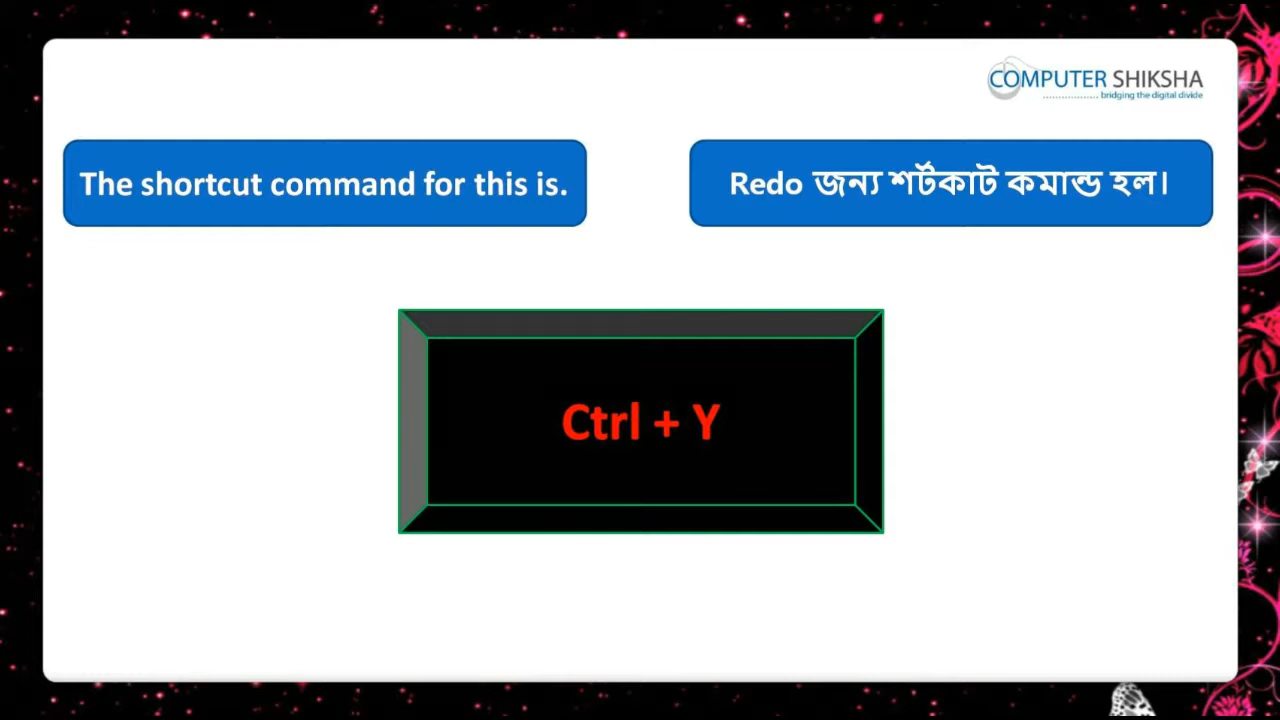 COMPUTER SHIKSHA
bridging the digital divide
The shortcut command for this is.
Redo জন্য শর্টকাট কমান্ড হল।
Ctrl + Y